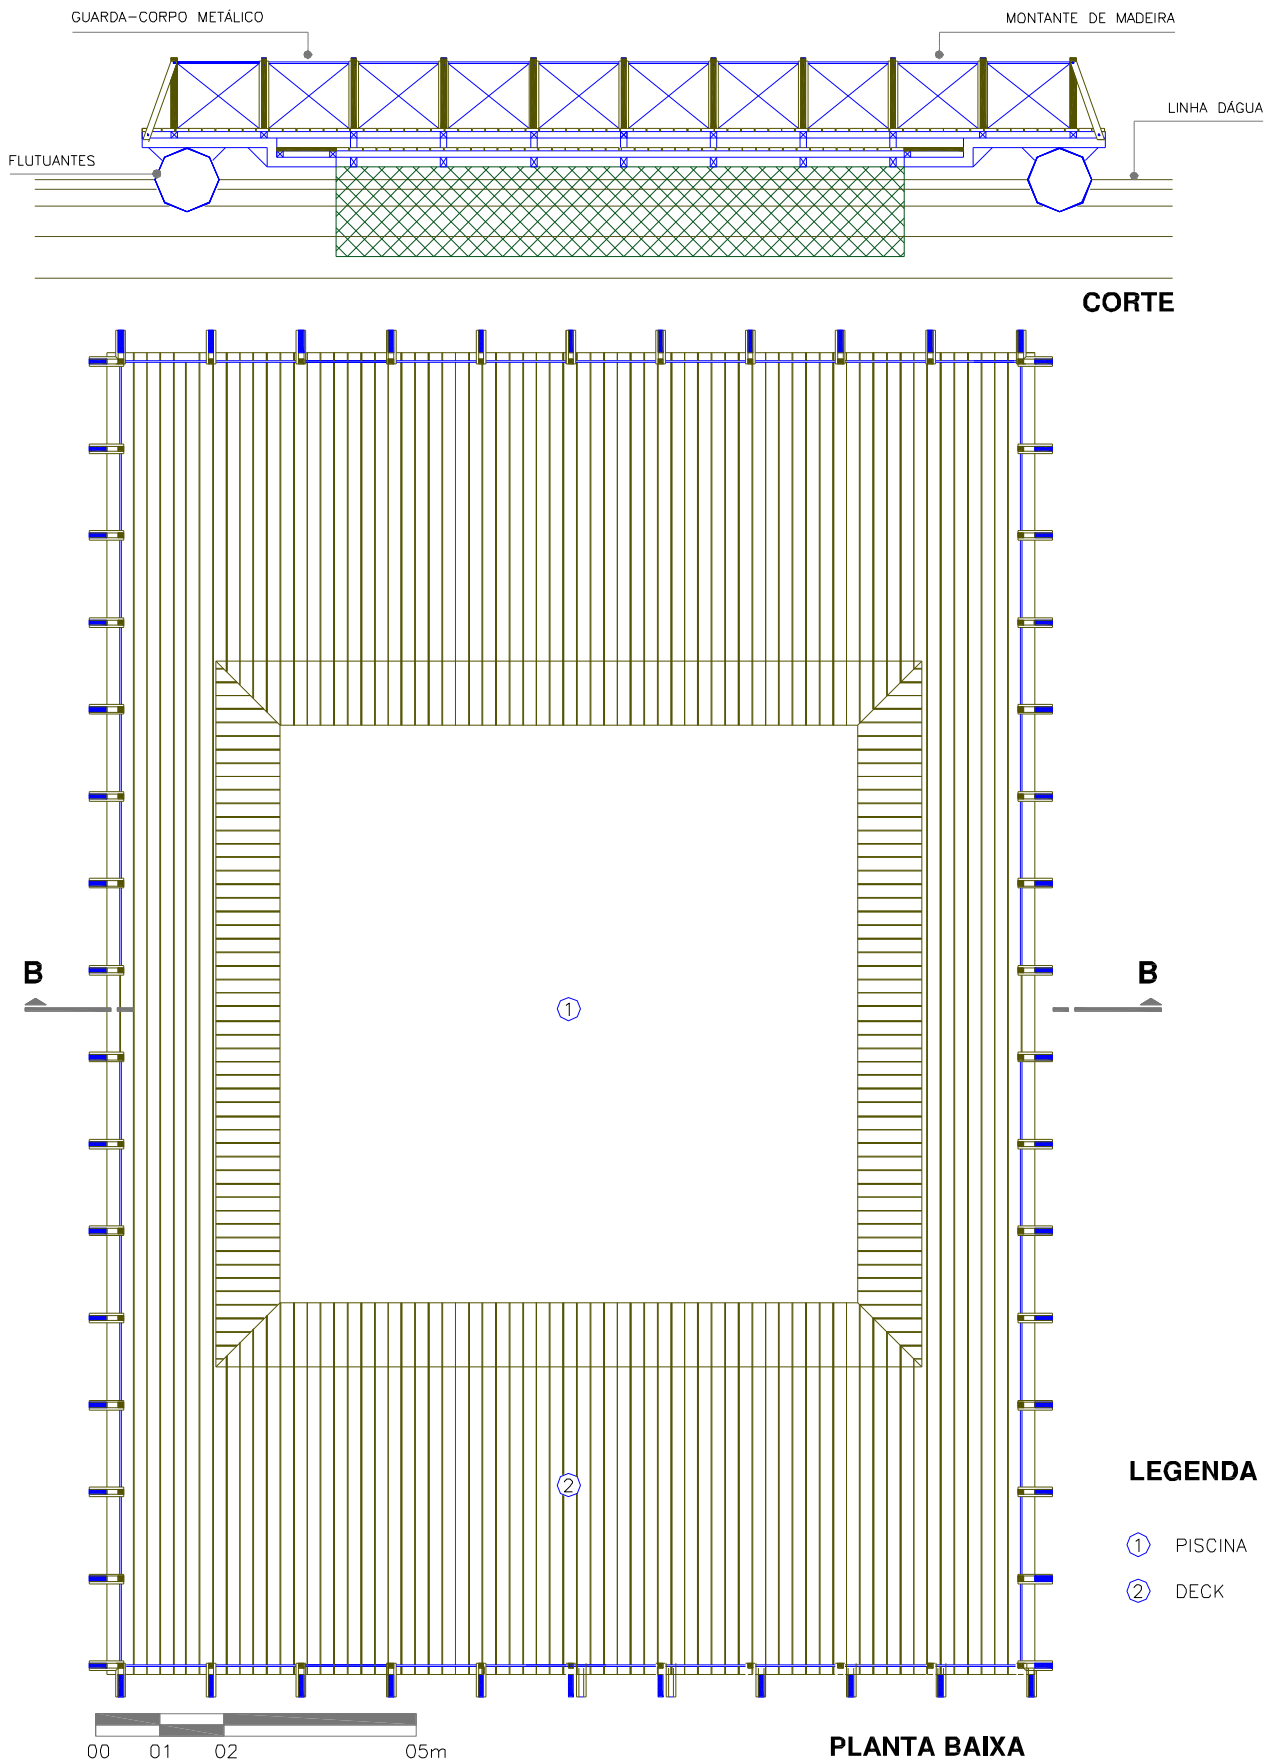 GUARDA-CORPO METÁLICO
MONTANTE DE MADEIRA
LINHA DÁGUA
FLUTUANTES
CORTE
B
B
1
2
LEGENDA
1 PISCINA
2 DECK
00 01 02 05m
PLANTA BAIXA